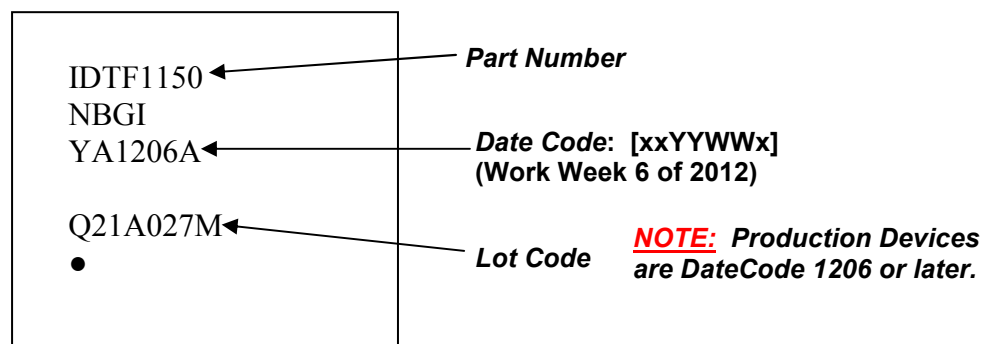 IDTF1150
NBGI
YA1206A
Q21A027M
●
Part Number
Date Code: [xxYYWWx]
(Work Week 6 of 2012)
Lot Code
NOTE: Production Devices
are DateCode 1206 or later.